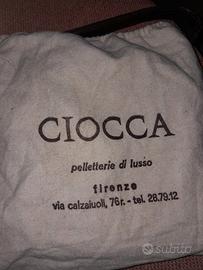 CIOCCA
pelletterie di lusso
firenze
via calzaiuoli, 76r. - tel. 28.79.12
subito